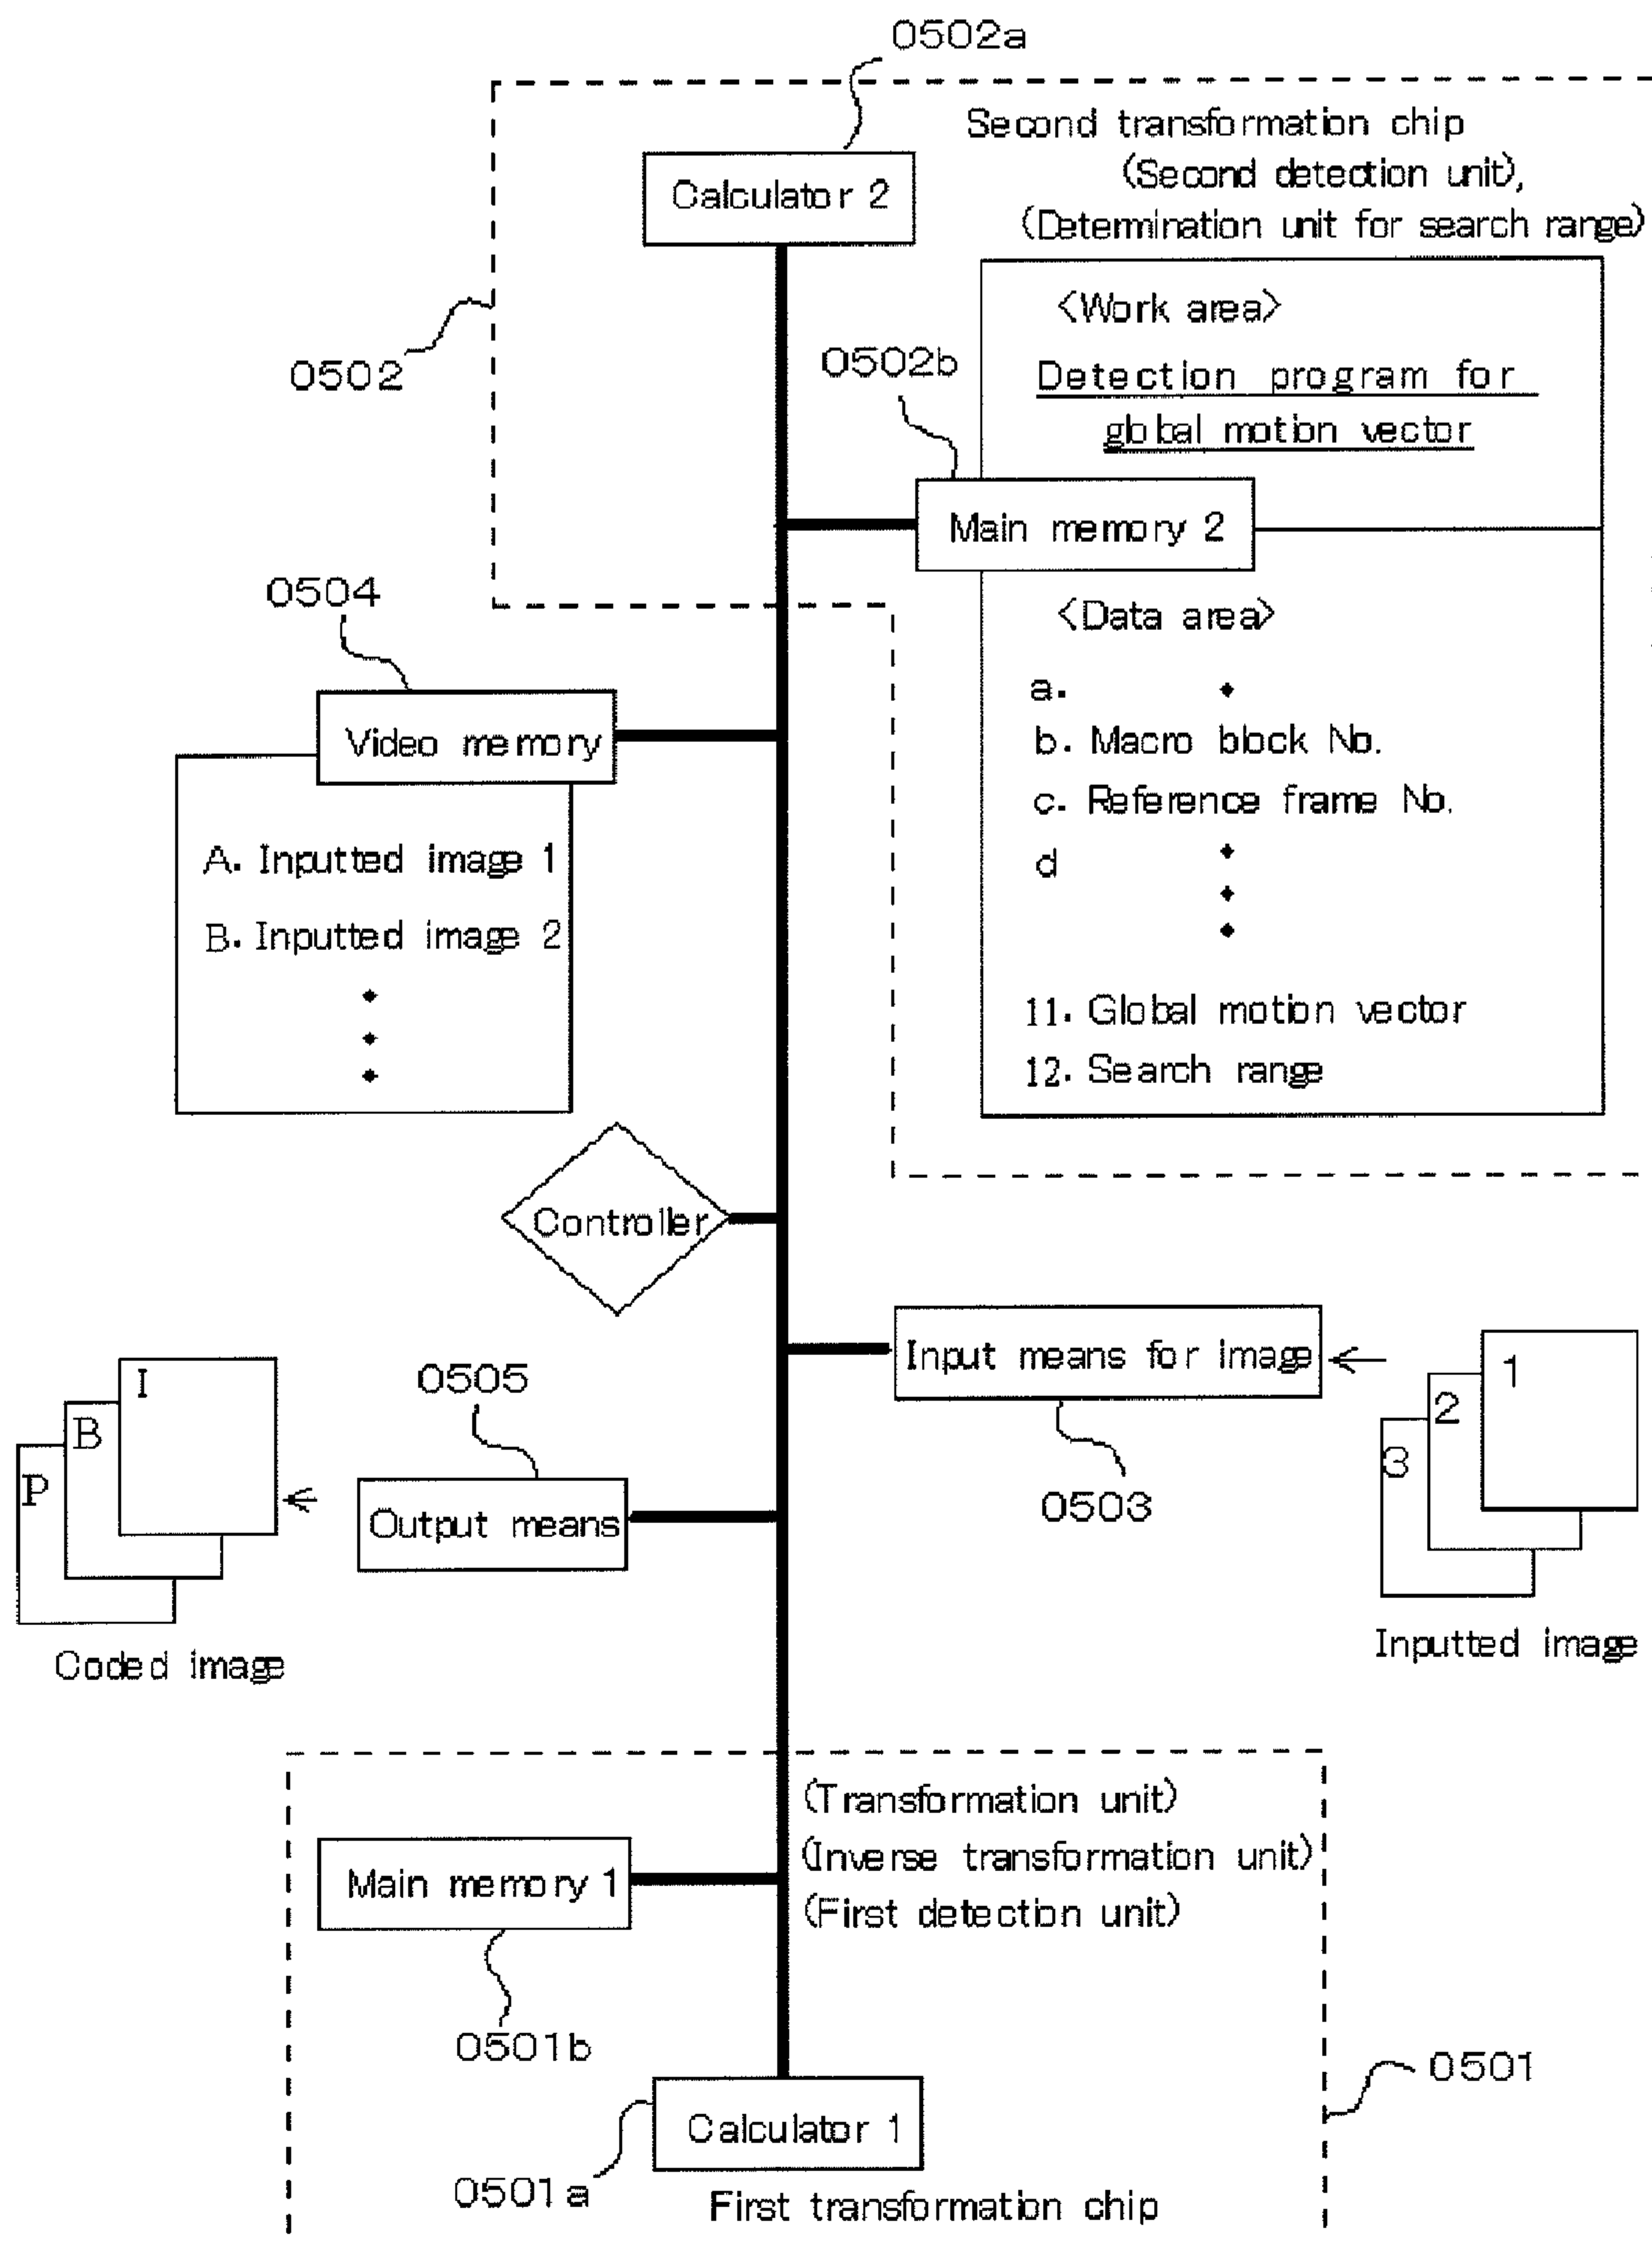 0502a
Second transformation chip
(Second detection unit),
(Determination unit for search range)
Calculator 2
0502
<Work area>
Detection program for
global motion vector
0502b
Main memory 2
<Data area>
a.
b. Macro block No.
c. Reference frame No.
d
11. Global motion vector
12. Search range
0504
Video memory
A. Inputted image 1
B. Inputted image 2
Controller
Input means for image
0503
1
2
3
Inputted image
0505
Output means
I
B
P
Coded image
(Transformation unit)
(Inverse transformation unit)
(First detection unit)
Main memory 1
0501b
0501
Calculator 1
0501a
First transformation chip